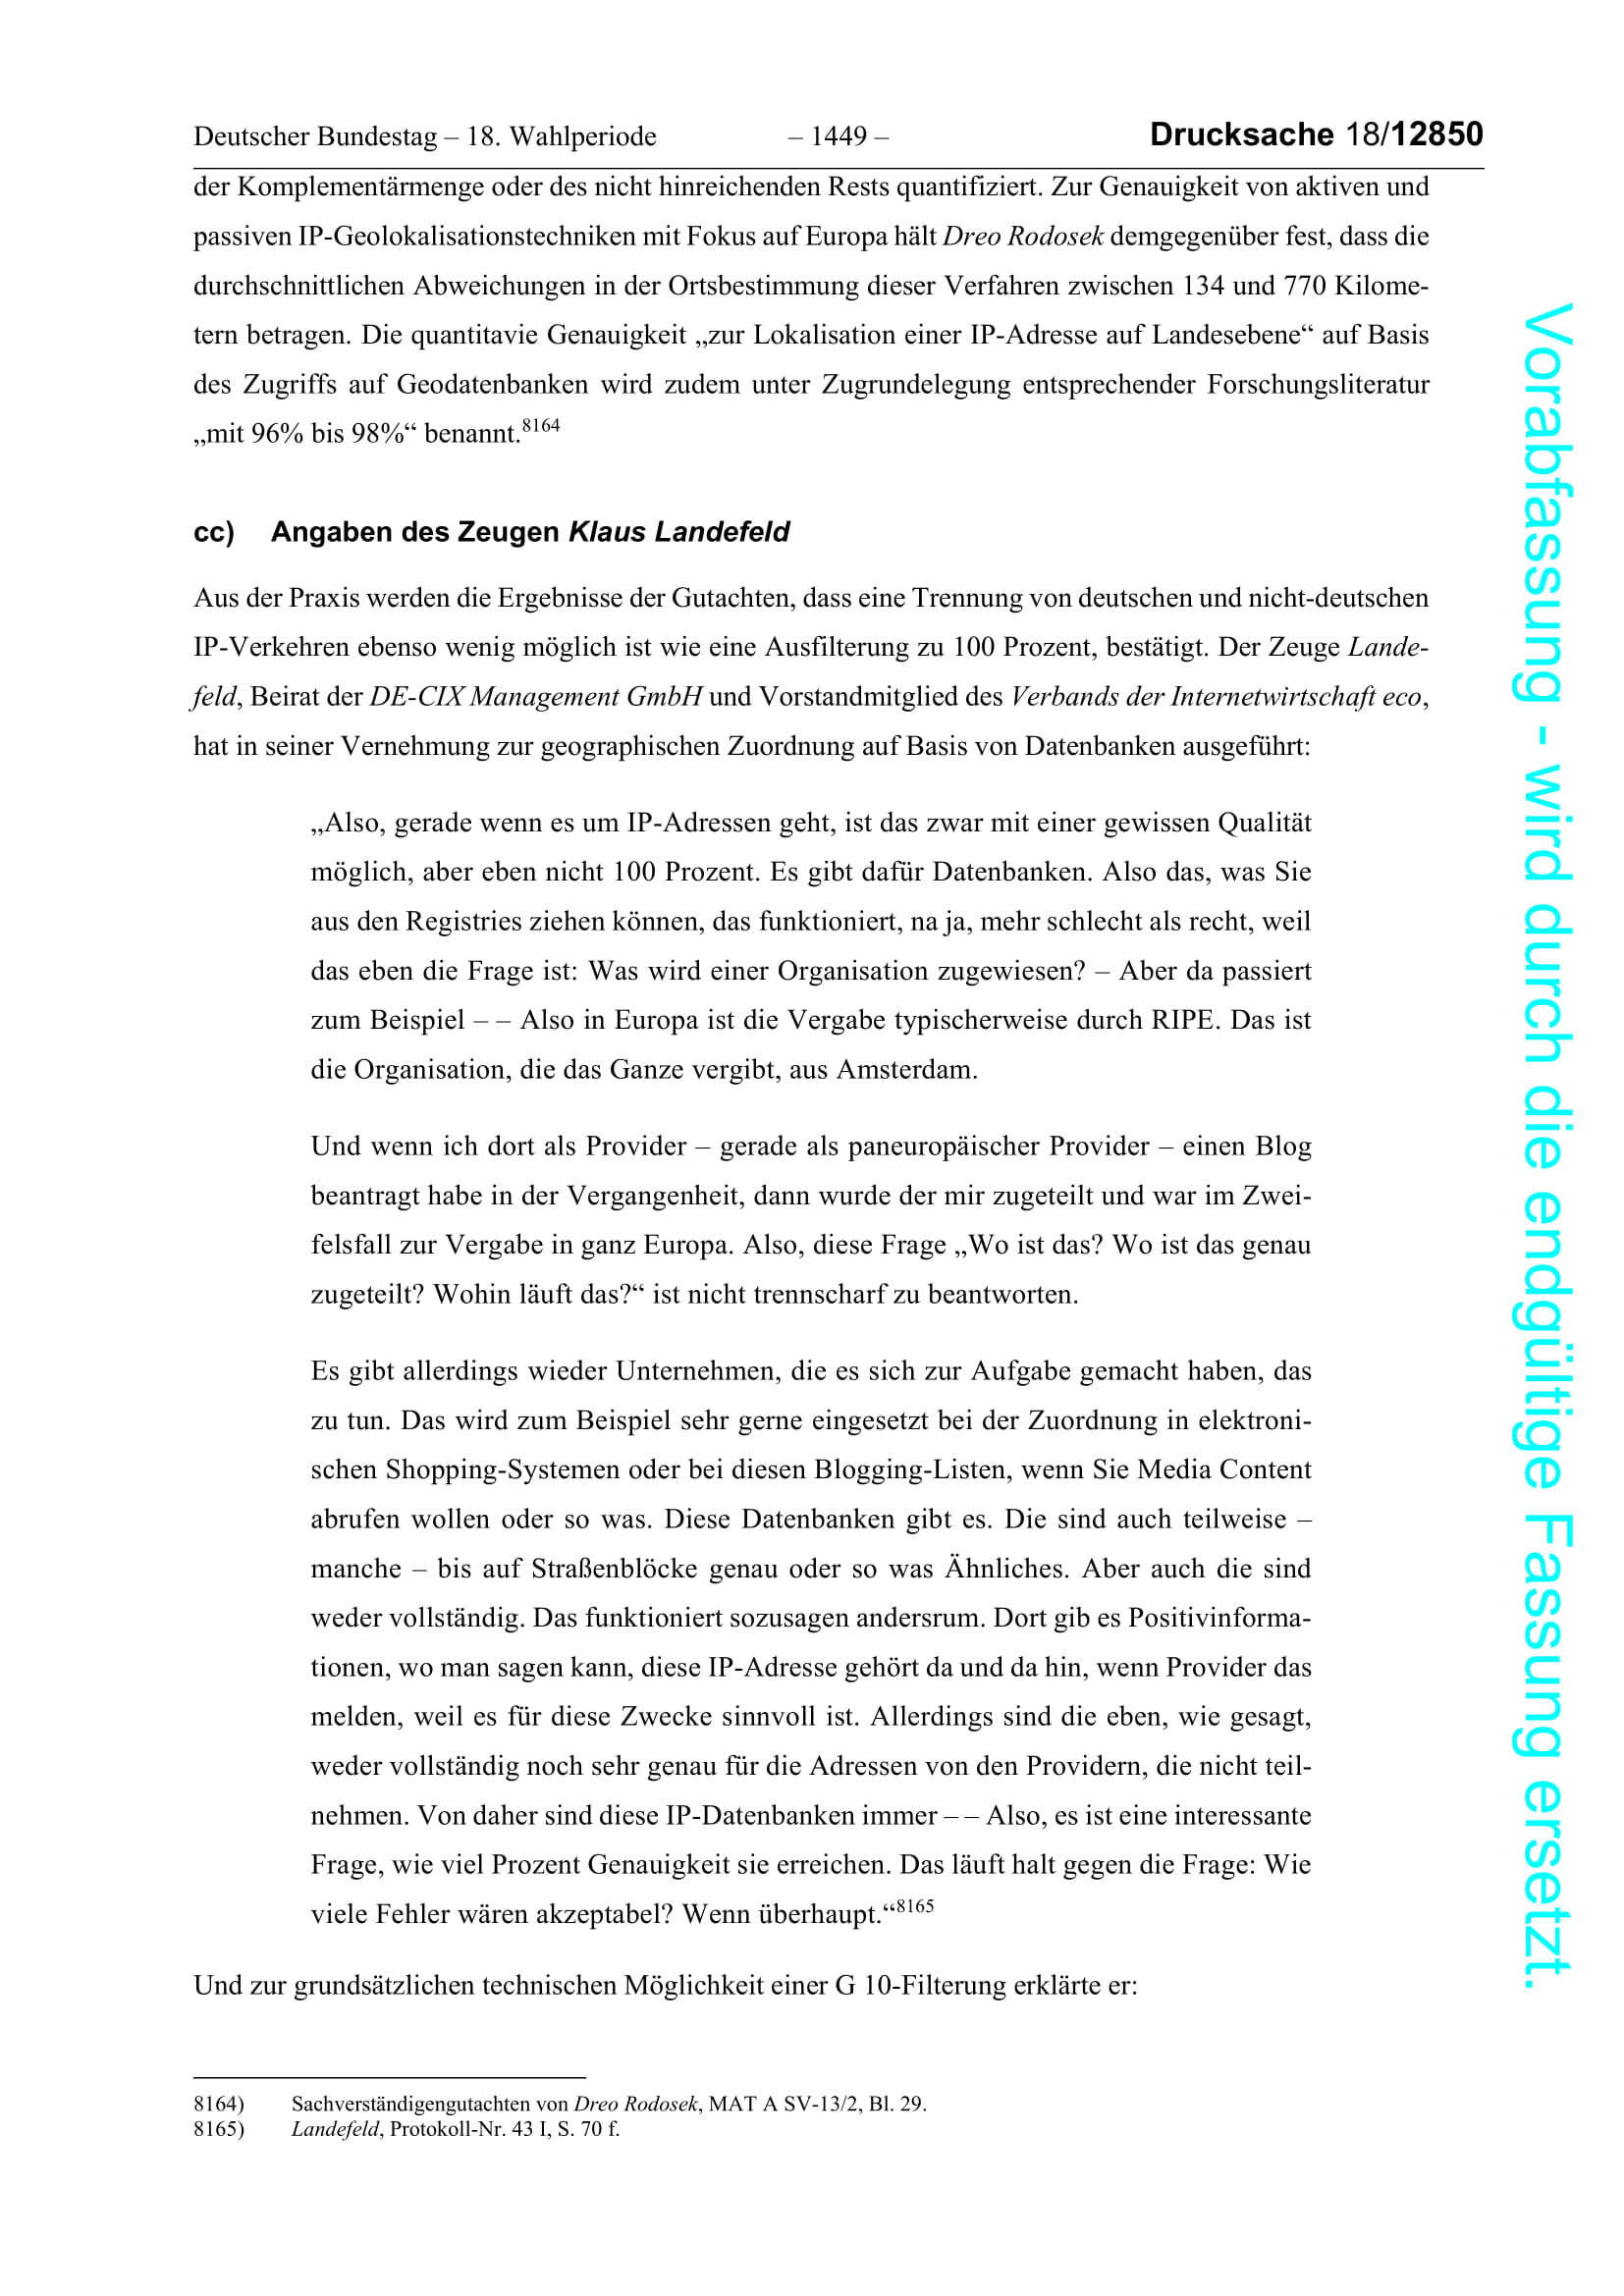 Deutscher Bundestag – 18. Wahlperiode – 1449 – Drucksache 18/12850
der Komplementärmenge oder des nicht hinreichenden Rests quantifiziert. Zur Genauigkeit von aktiven und
passiven IP-Geolokalisationstechniken mit Fokus auf Europa hält Dreo Rodosek demgegenüber fest, dass die
durchschnittlichen Abweichungen in der Ortsbestimmung dieser Verfahren zwischen 134 und 770 Kilome-
tern betragen. Die quantitavie Genauigkeit „zur Lokalisation einer IP-Adresse auf Landesebene“ auf Basis
des Zugriffs auf Geodatenbanken wird zudem unter Zugrundelegung entsprechender Forschungsliteratur
„mit 96% bis 98%“ benannt.8164
cc) Angaben des Zeugen Klaus Landefeld
Aus der Praxis werden die Ergebnisse der Gutachten, dass eine Trennung von deutschen und nicht-deutschen
IP-Verkehren ebenso wenig möglich ist wie eine Ausfilterung zu 100 Prozent, bestätigt. Der Zeuge Lande-
feld, Beirat der DE-CIX Management GmbH und Vorstandmitglied des Verbands der Internetwirtschaft eco,
hat in seiner Vernehmung zur geographischen Zuordnung auf Basis von Datenbanken ausgeführt:
„Also, gerade wenn es um IP-Adressen geht, ist das zwar mit einer gewissen Qualität
möglich, aber eben nicht 100 Prozent. Es gibt dafür Datenbanken. Also das, was Sie
aus den Registries ziehen können, das funktioniert, na ja, mehr schlecht als recht, weil
das eben die Frage ist: Was wird einer Organisation zugewiesen? – Aber da passiert
zum Beispiel – – Also in Europa ist die Vergabe typischerweise durch RIPE. Das ist
die Organisation, die das Ganze vergibt, aus Amsterdam.
Und wenn ich dort als Provider – gerade als paneuropäischer Provider – einen Blog
beantragt habe in der Vergangenheit, dann wurde der mir zugeteilt und war im Zwei-
felsfall zur Vergabe in ganz Europa. Also, diese Frage „Wo ist das? Wo ist das genau
zugeteilt? Wohin läuft das?“ ist nicht trennscharf zu beantworten.
Es gibt allerdings wieder Unternehmen, die es sich zur Aufgabe gemacht haben, das
zu tun. Das wird zum Beispiel sehr gerne eingesetzt bei der Zuordnung in elektroni-
schen Shopping-Systemen oder bei diesen Blogging-Listen, wenn Sie Media Content
abrufen wollen oder so was. Diese Datenbanken gibt es. Die sind auch teilweise –
manche – bis auf Straßenblöcke genau oder so was Ähnliches. Aber auch die sind
weder vollständig. Das funktioniert sozusagen andersrum. Dort gib es Positivinforma-
tionen, wo man sagen kann, diese IP-Adresse gehört da und da hin, wenn Provider das
melden, weil es für diese Zwecke sinnvoll ist. Allerdings sind die eben, wie gesagt,
weder vollständig noch sehr genau für die Adressen von den Providern, die nicht teil-
nehmen. Von daher sind diese IP-Datenbanken immer – – Also, es ist eine interessante
Frage, wie viel Prozent Genauigkeit sie erreichen. Das läuft halt gegen die Frage: Wie
viele Fehler wären akzeptabel? Wenn überhaupt.“8165
Und zur grundsätzlichen technischen Möglichkeit einer G 10-Filterung erklärte er:
8164) Sachverständigengutachten von Dreo Rodosek, MAT A SV-13/2, Bl. 29.
8165) Landefeld, Protokoll-Nr. 43 I, S. 70 f.
Vorabfassung - wird durch die endgültige Fassung ersetzt.